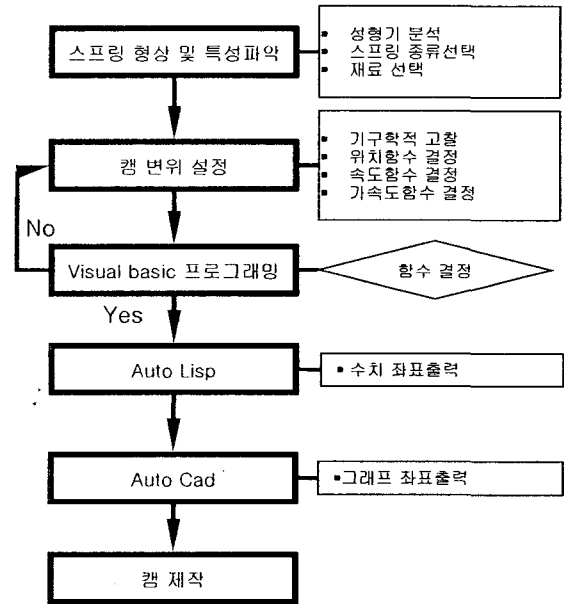 스프링 형상 및 특성파악
▪ 성형기 분석
▪ 스프링 종류선택
▪ 재료 선택
캠 변위 설정
▪ 기구학적 고찰
▪ 위치함수 결정
▪ 속도함수 결정
▪ 가속도함수 결정
No
Visual basic 프로그래밍
함수 결정
Yes
Auto Lisp
▪ 수치 좌표출력
Auto Cad
▪그래프 좌표출력
캠 제작